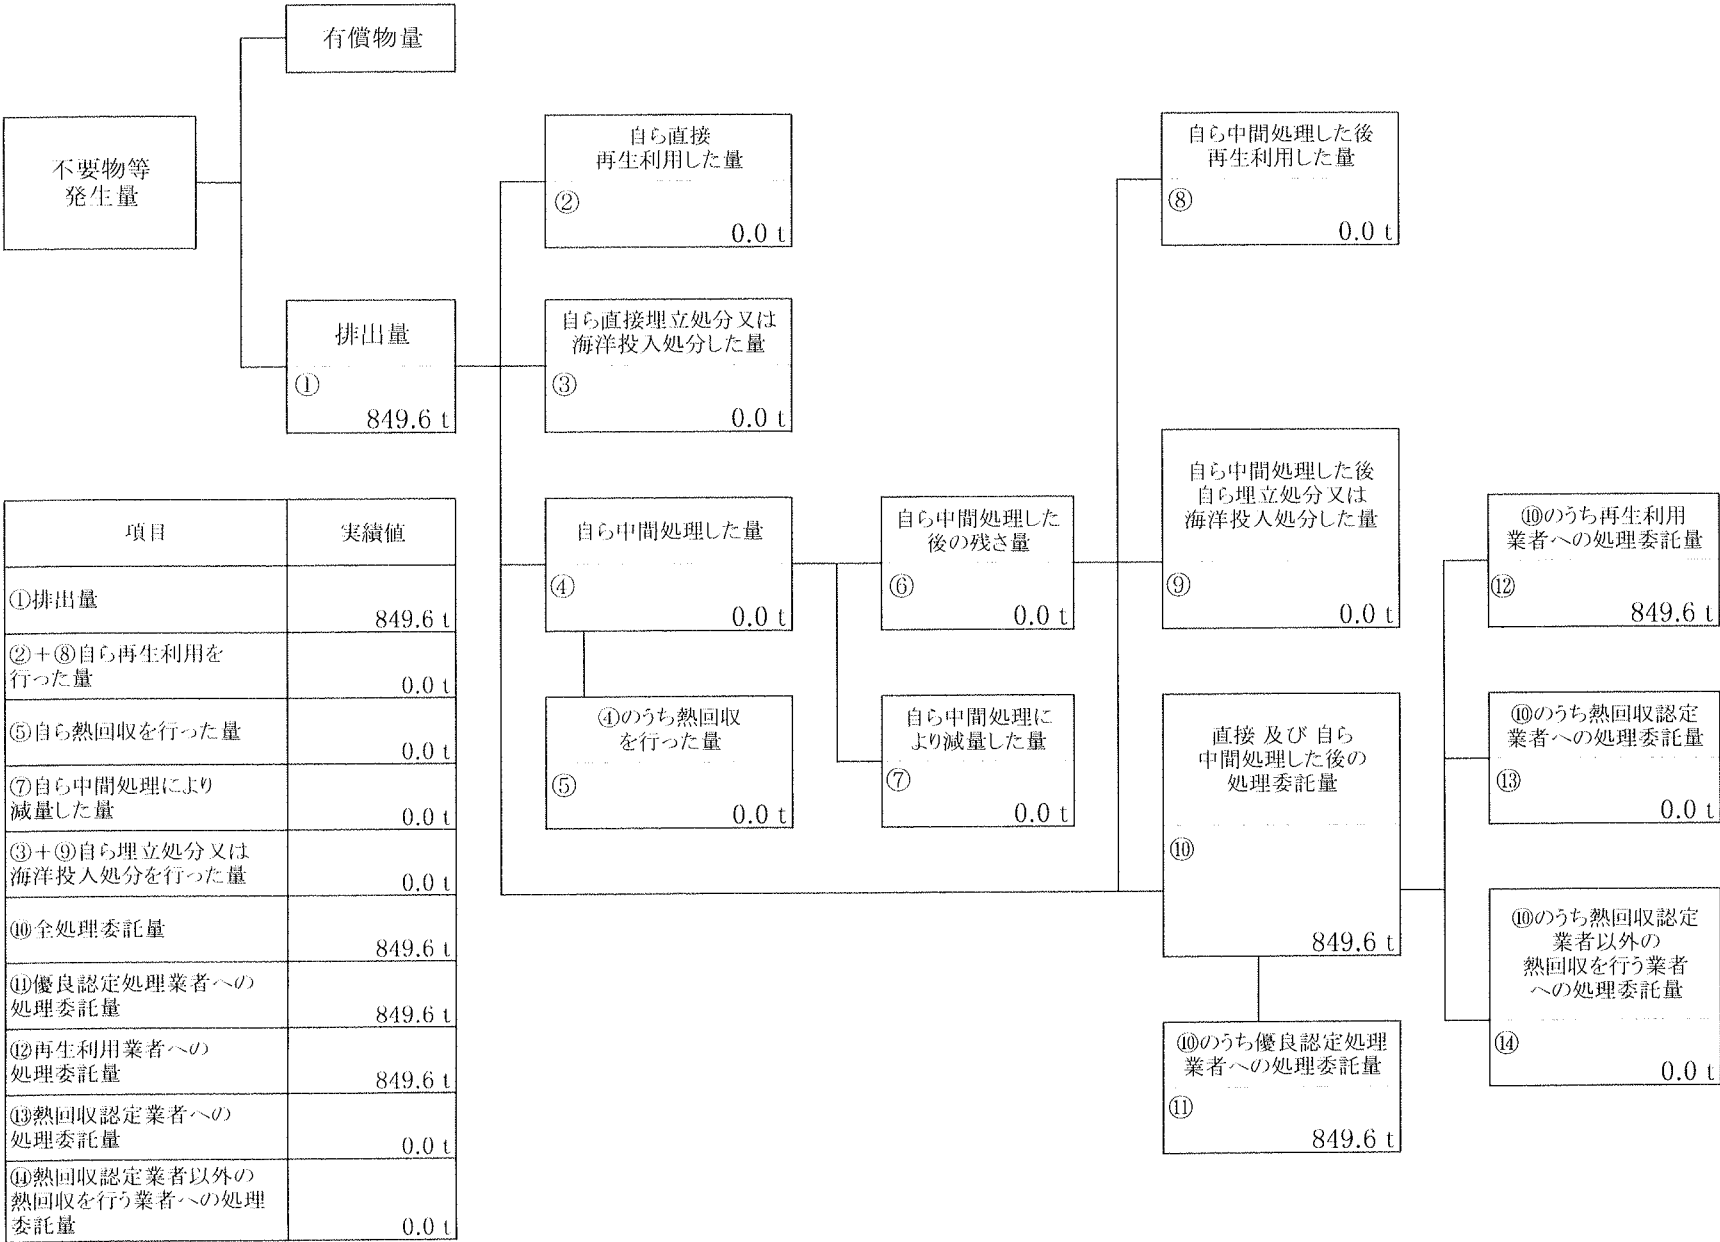 有償物量
不要物等
発生量
排出量
①
849.6 t
自ら直接
再生利用した量
②
0.0 t
自ら直接埋立処分又は
海洋投入処分した量
③
0.0 t
自ら中間処理した量
④
0.0 t
④のうち熱回収
を行った量
⑤
0.0 t
自ら中間処理した
後の残さ量
⑥
0.0 t
自ら中間処理に
より減量した量
⑦
0.0 t
自ら中間処理した後
再生利用した量
⑧
0.0 t
自ら中間処理した後
自ら埋立処分又は
海洋投入処分した量
⑨
0.0 t
直接 及び 自ら
中間処理した後の
処理委託量
⑩
849.6 t
⑩のうち優良認定処理
業者への処理委託量
⑪
849.6 t
⑩のうち再生利用
業者への処理委託量
⑫
849.6 t
⑩のうち熱回収認定
業者への処理委託量
⑬
0.0 t
⑩のうち熱回収認定
業者以外の
熱回収を行う業者
への処理委託量
⑭
0.0 t
項目 実績値
①排出量
849.6 t
②＋⑧自ら再生利用を
行った量 0.0 t
⑤自ら熱回収を行った量
0.0 t
⑦自ら中間処理により
減量した量 0.0 t
③＋⑨自ら埋立処分又は
海洋投入処分を行った量 0.0 t
⑩全処理委託量
849.6 t
⑪優良認定処理業者への
処理委託量 849.6 t
⑫再生利用業者への
処理委託量 849.6 t
⑬熱回収認定業者への
処理委託量 0.0 t
⑭熱回収認定業者以外の
熱回収を行う業者への処理
委託量 0.0 t